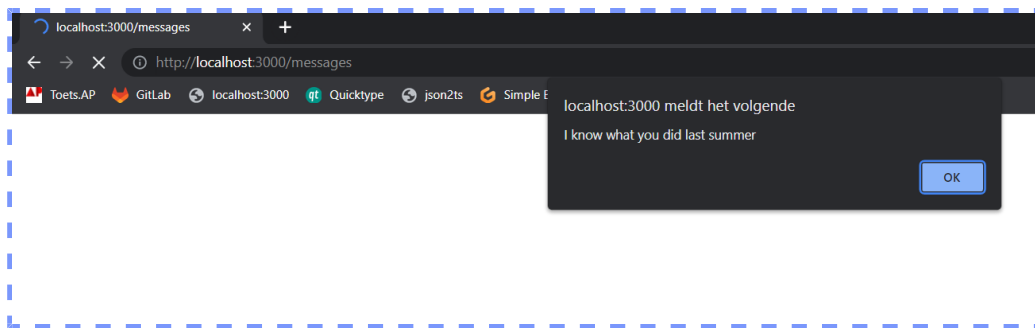 localhost:3000/messages
http://localhost:3000/messages
Toets.AP GitLab localhost:3000 qt Quicktype json2ts Simple
localhost:3000 meldt het volgende
I know what you did last summer
OK